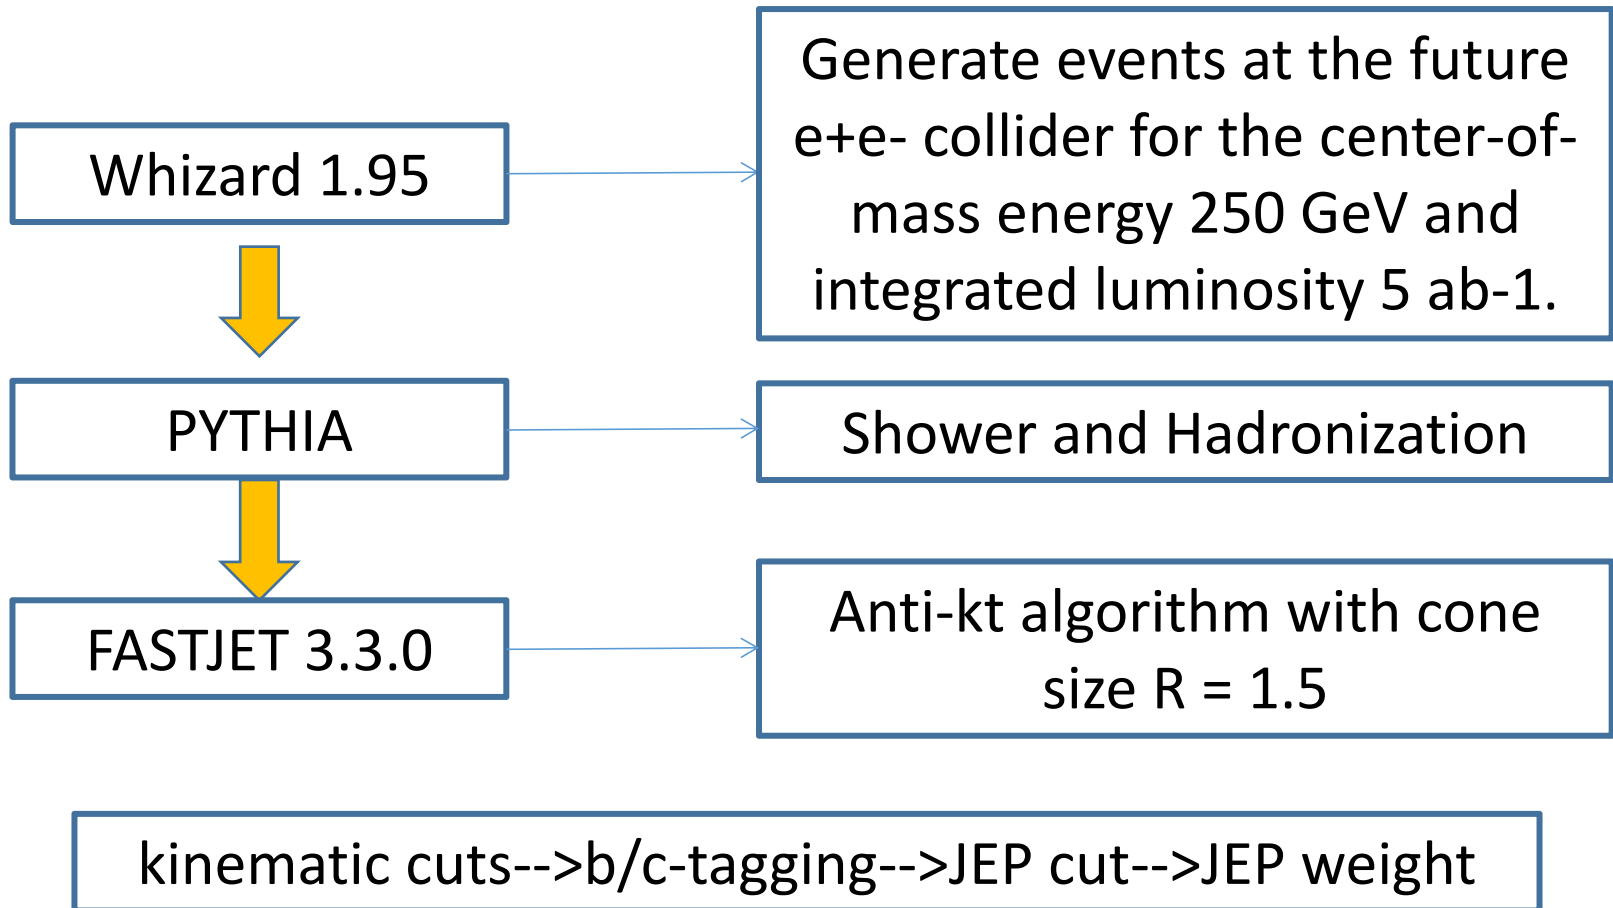 Whizard 1.95
Generate events at the future
e+e- collider for the center-of-
mass energy 250 GeV and
integrated luminosity 5 ab-1.
PYTHIA
Shower and Hadronization
FASTJET 3.3.0
Anti-kt algorithm with cone
size R = 1.5
kinematic cuts-->b/c-tagging-->JEP cut-->JEP weight